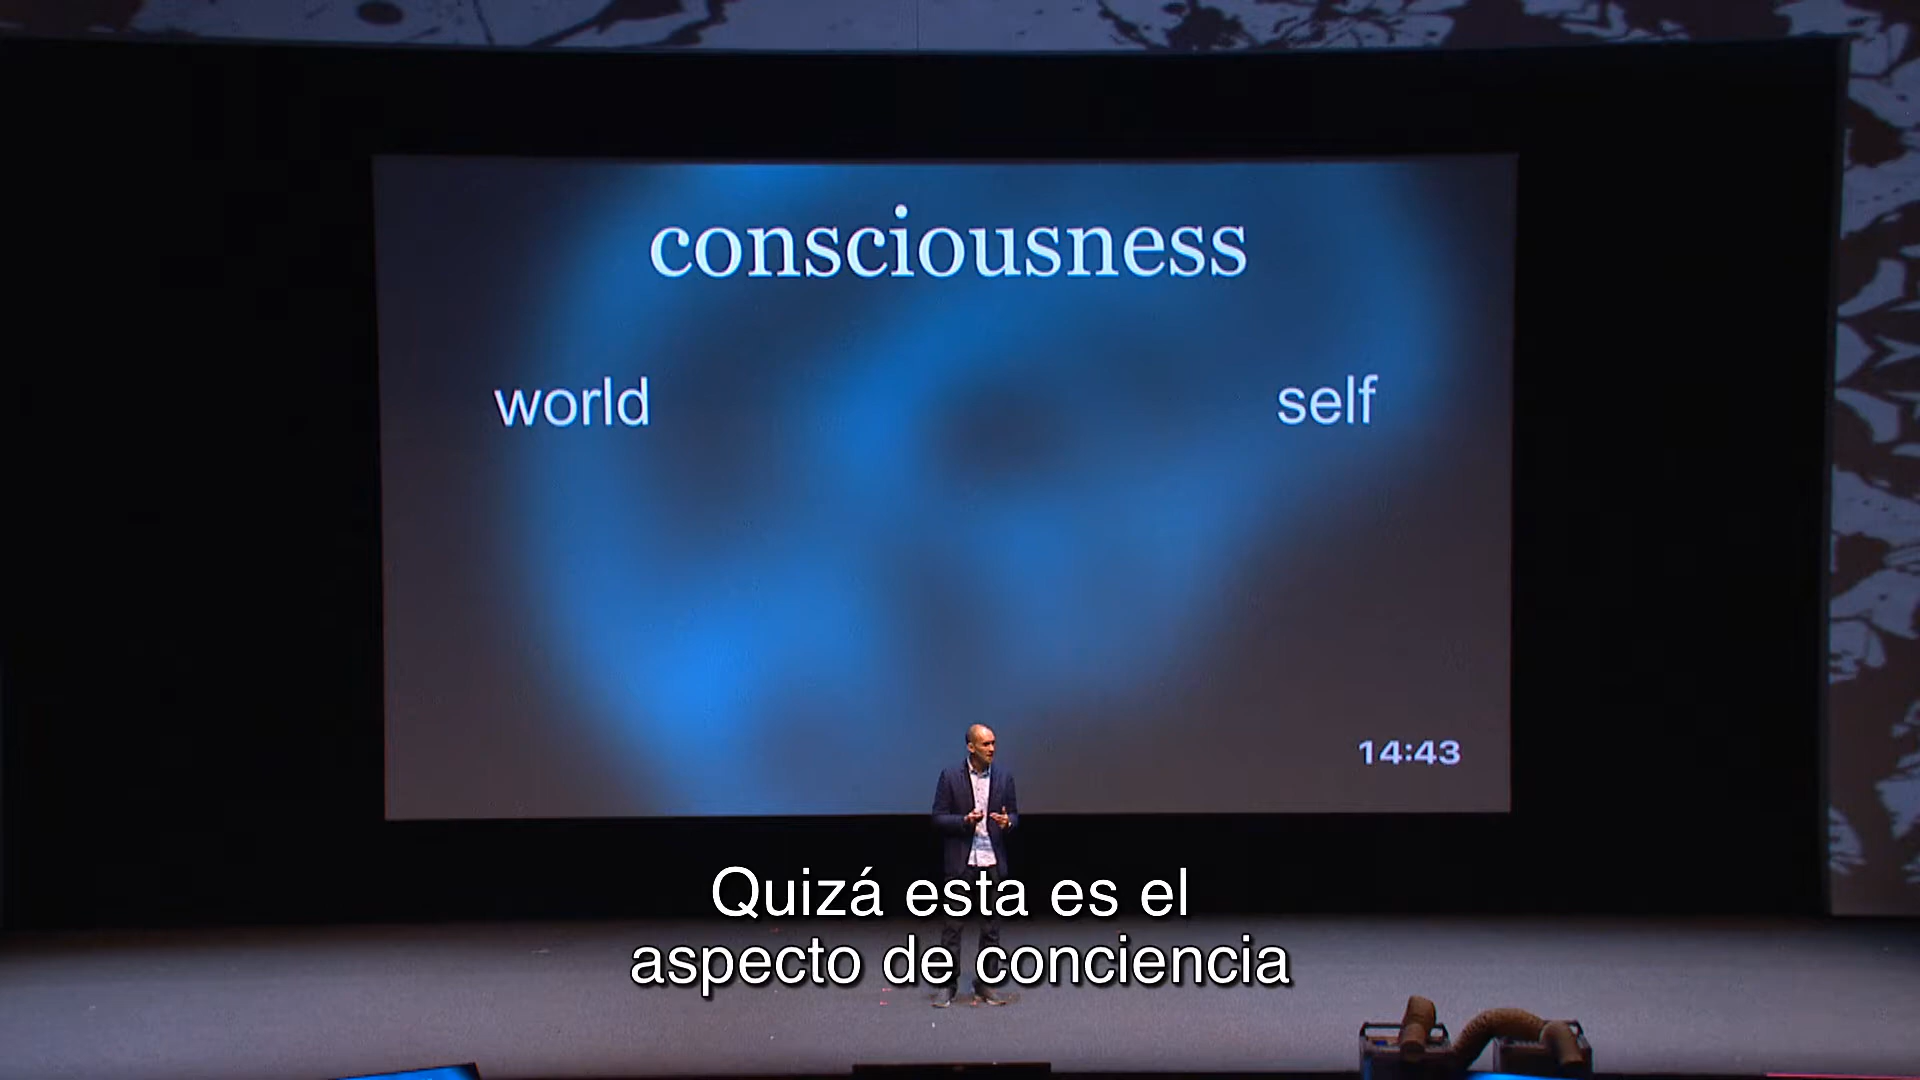 consciousness
world self
14:43
Quizá esta es el
aspecto de conciencia